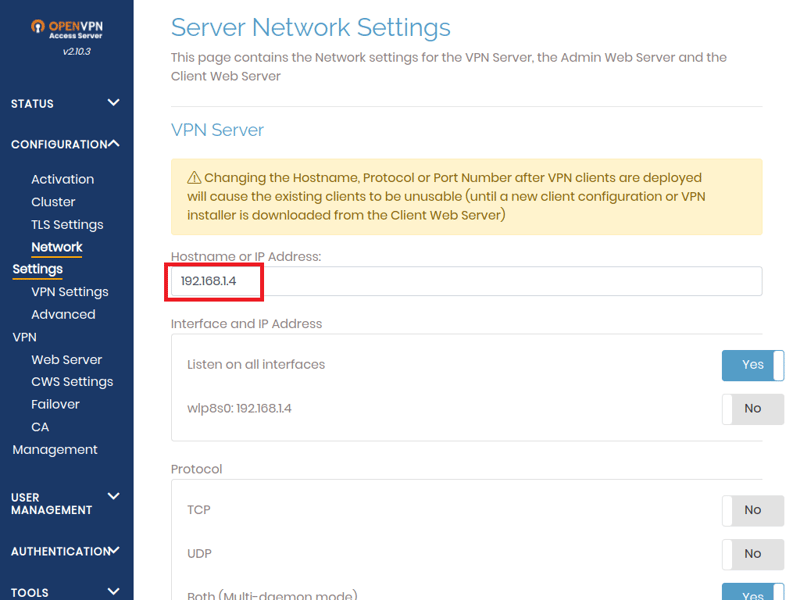 OPENVPN
Access Server
v2.10.3
STATUS
CONFIGURATION
Activation
Cluster
TLS Settings
Network
Settings
VPN Settings
Advanced
VPN
Web Server
CWS Settings
Failover
CA
Management
USER
MANAGEMENT
AUTHENTICATION
TOOLS
Server Network Settings
This page contains the Network settings for the VPN Server, the Admin Web Server and the
Client Web Server
VPN Server
Changing the Hostname, Protocol or Port Number after VPN clients are deployed
will cause the existing clients to be unusable (until a new client configuration or VPN
installer is downloaded from the Client Web Server)
Hostname or IP Address:
192.168.1.4
Interface and IP Address
Listen on all interfaces Yes
wlp8s0: 192.168.1.4 No
Protocol
TCP No
UDP No
Both (Multi-daemon mode) Yes